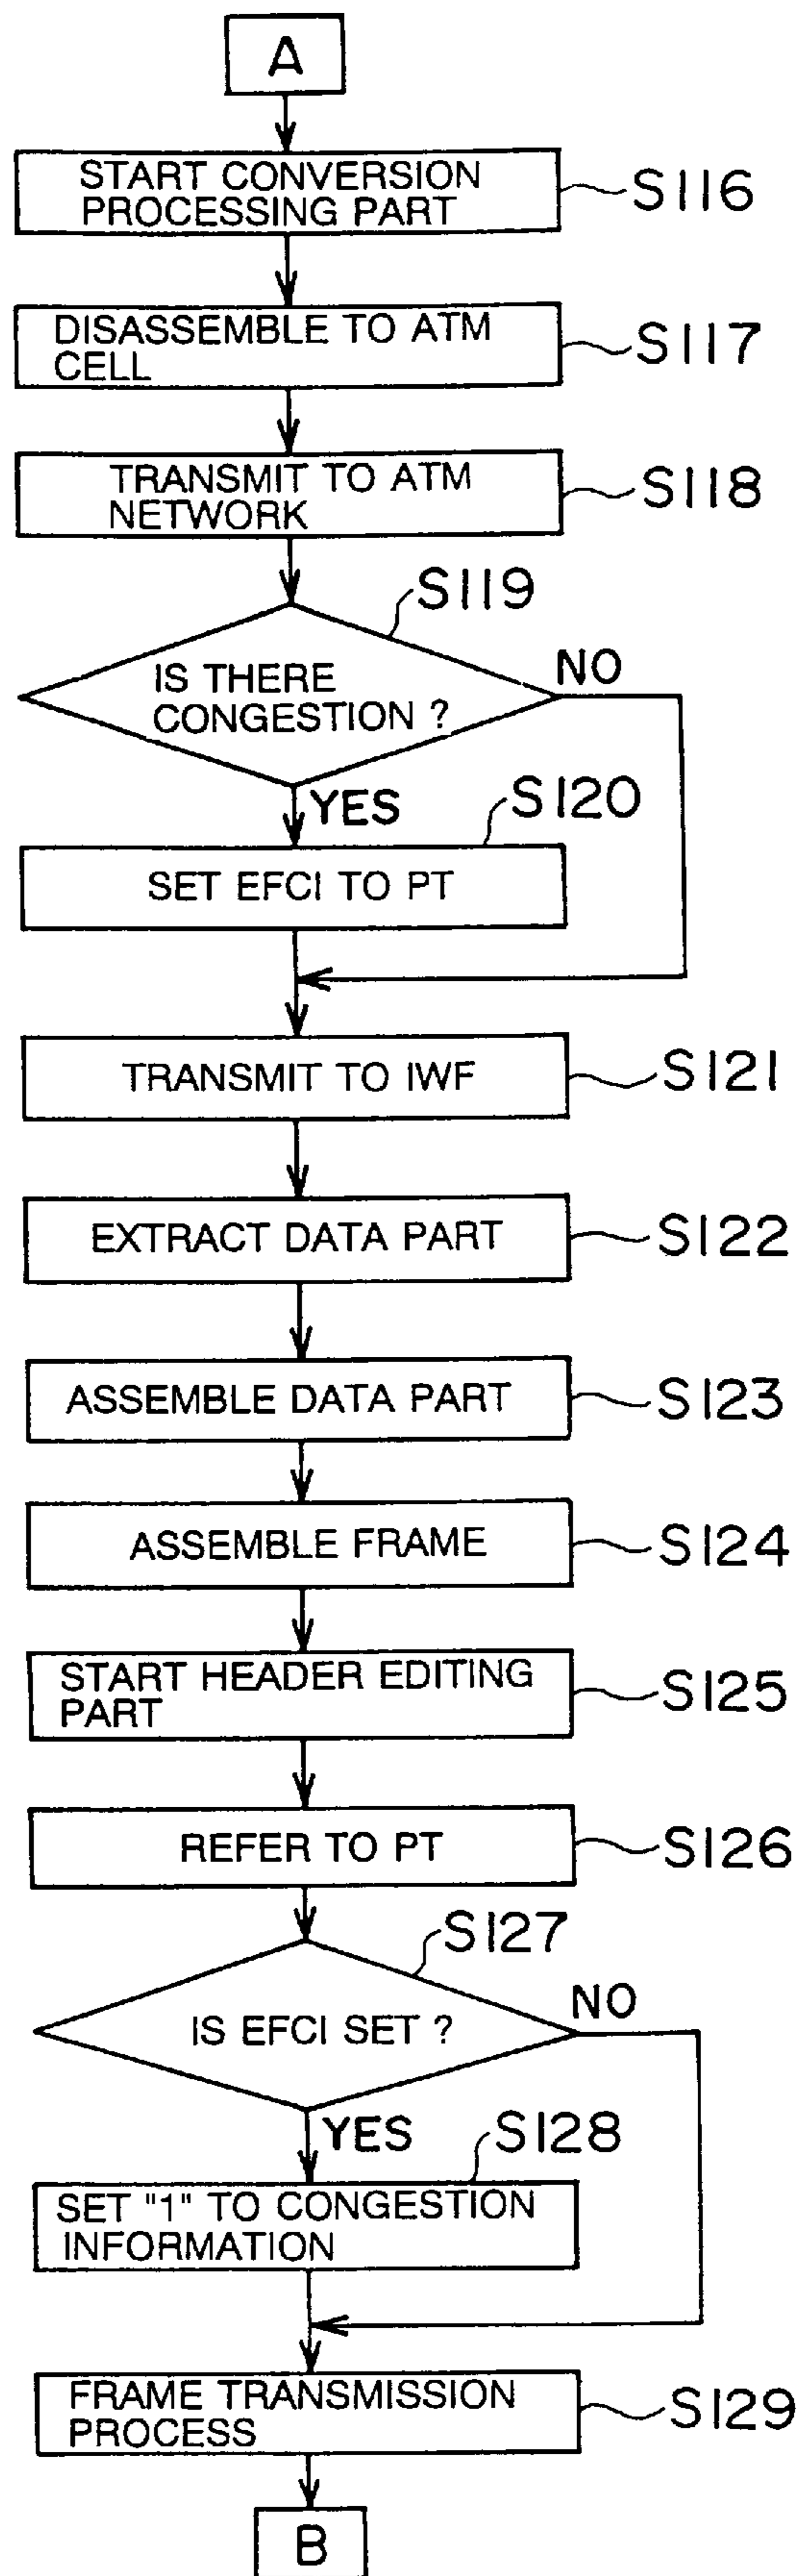 A
START CONVERSION
PROCESSING PART
S116
DISASSEMBLE TO ATM
CELL
S117
TRANSMIT TO ATM
NETWORK
S118
S119
IS THERE
CONGESTION ?
NO
YES
S120
SET EFCI TO PT
TRANSMIT TO IWF
S121
EXTRACT DATA PART
S122
ASSEMBLE DATA PART
S123
ASSEMBLE FRAME
S124
START HEADER EDITING
PART
S125
REFER TO PT
S126
S127
IS EFCI SET ?
NO
YES
S128
SET "1" TO CONGESTION
INFORMATION
FRAME TRANSMISSION
PROCESS
S129
B